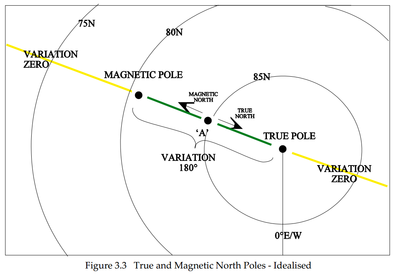 75N
80N
VARIATION
ZERO
MAGNETIC POLE
85N
MAGNETIC
NORTH
TRUE
NORTH
'A'
TRUE POLE
VARIATION
180°
VARIATION
ZERO
0°E/W
Figure 3.3 True and Magnetic North Poles - Idealised